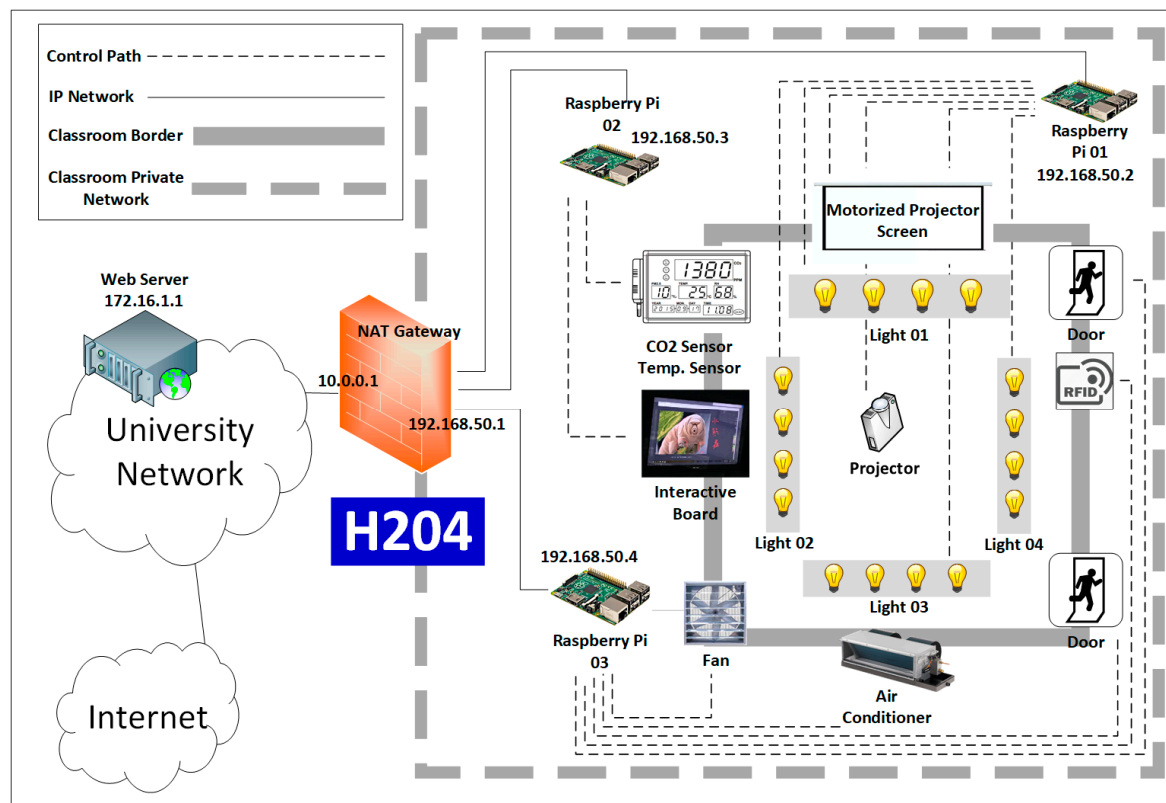 Control Path
IP Network
Classroom Border
Classroom Private
Network
Web Server
172.16.1.1
NAT Gateway
10.0.0.1
192.168.50.1
University
Network
Internet
H204
Raspberry Pi
02
192.168.50.3
Raspberry
Pi 01
192.168.50.2
Motorized Projector
Screen
1380
CO2 Sensor
Temp. Sensor
Interactive
Board
Light 01
Light 02
Light 03
Light 04
Projector
Door
RFID
Door
192.168.50.4
Raspberry Pi
03
Fan
Air
Conditioner